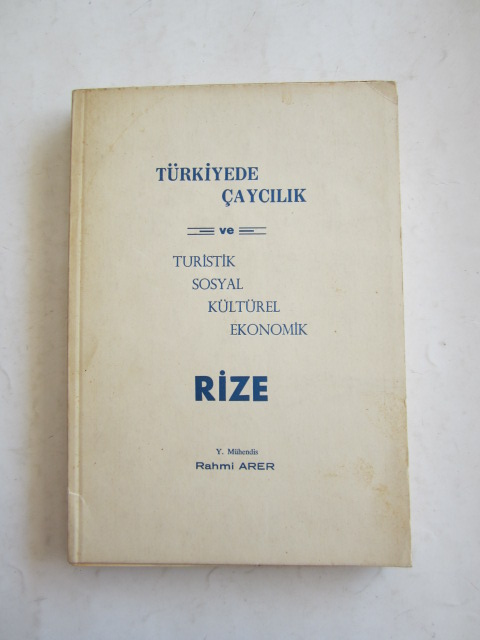 TÜRKİYEDE
ÇAYCILIK
ve
TURİSTİK
SOSYAL
KÜLTÜREL
EKONOMİK
RİZE
Y. Mühendis
Rahmi ARER